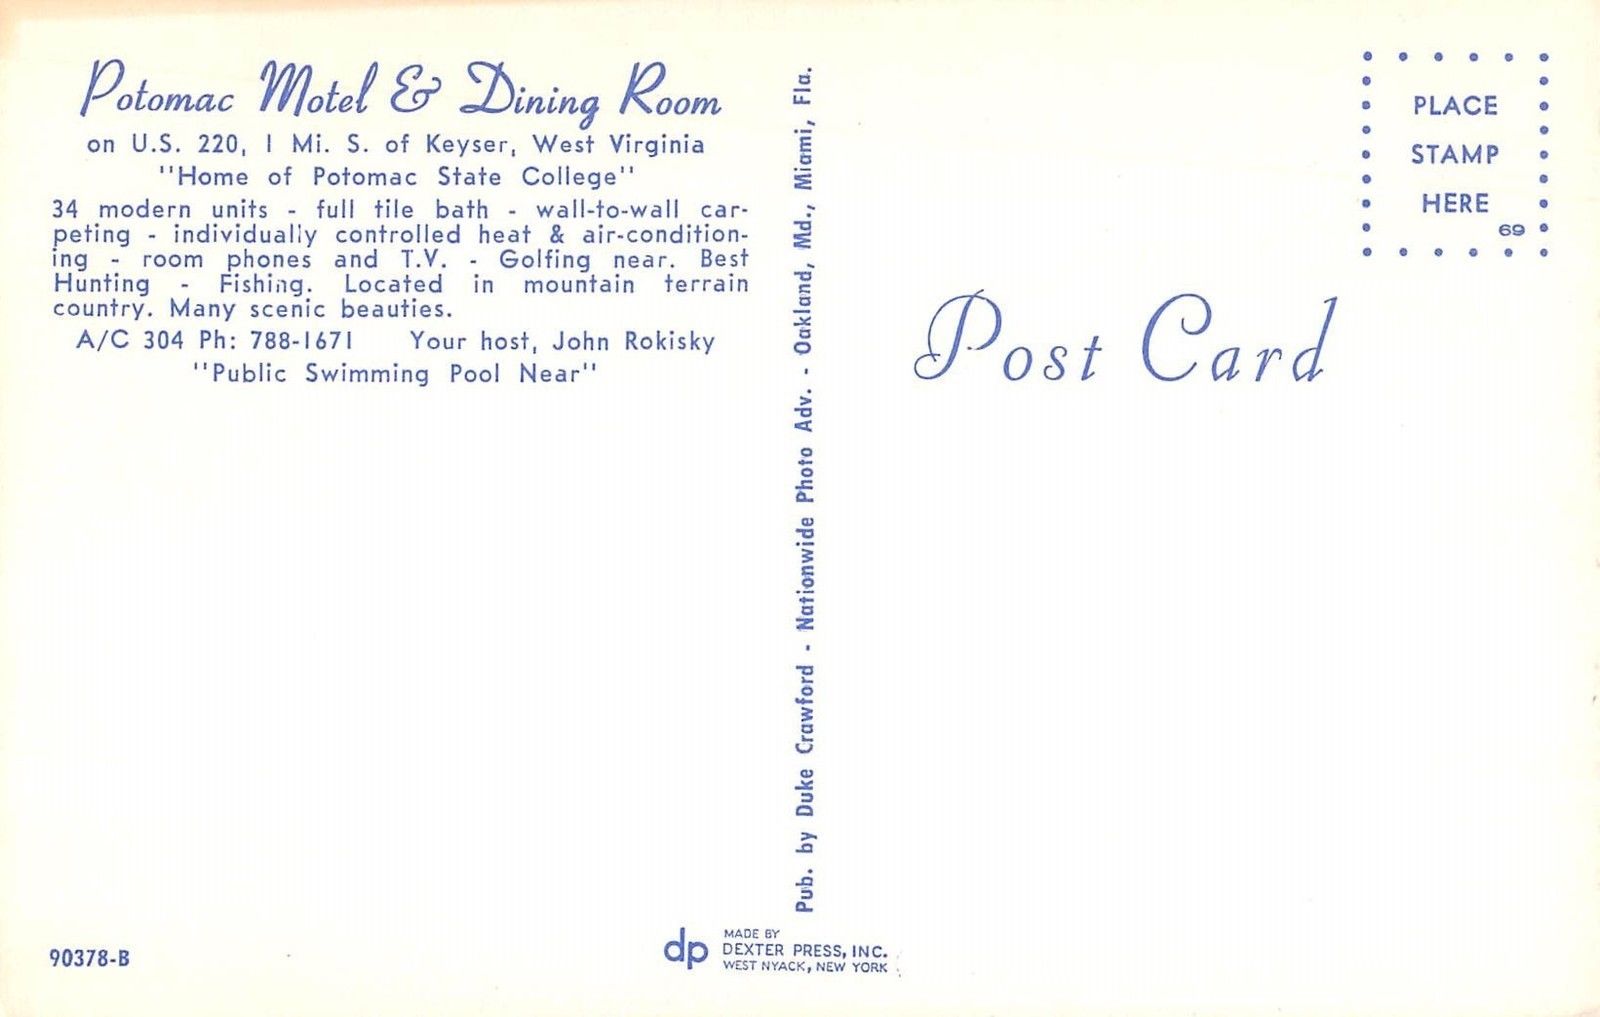 Potomac Motel & Dining Room
on U.S. 220, 1 Mi. S. of Keyser, West Virginia
"Home of Potomac State College"
34 modern units - full tile bath - wall-to-wall car-
peting - individually controlled heat & air-condition-
ing - room phones and T.V. - Golfing near. Best
Hunting - Fishing. Located in mountain terrain
country. Many scenic beauties.
A/C 304 Ph: 788-1671 Your host, John Rokisky
"Public Swimming Pool Near"
90378-B
Pub. by Duke Crawford - Nationwide Photo Adv. - Oakland, Md., Miami, Fla.
dp
MADE BY
DEXTER PRESS, INC.
WEST NYACK, NEW YORK
PLACE
STAMP
HERE
69
Post Card